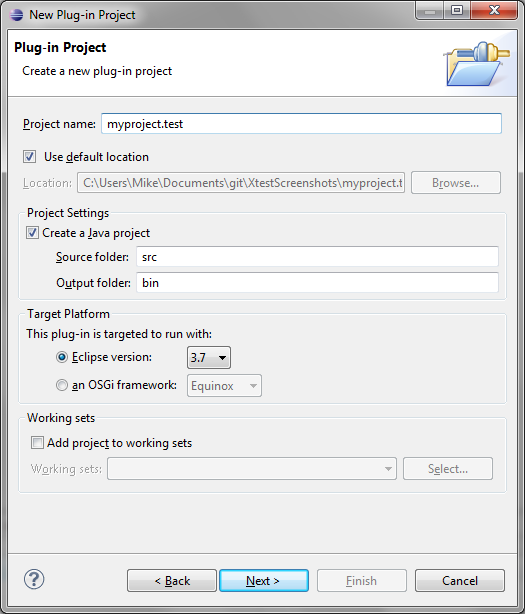 New Plug-in Project
Plug-in Project
Create a new plug-in project
Project name: myproject.test
Use default location
Location: C:\Users\Mike\Documents\git\XtestScreenshots\myproject.t Browse...
Project Settings
Create a Java project
Source folder: src
Output folder: bin
Target Platform
This plug-in is targeted to run with:
Eclipse version: 3.7
an OSGi framework: Equinox
Working sets
Add project to working sets
Working sets: Select...
? < Back Next > Finish Cancel